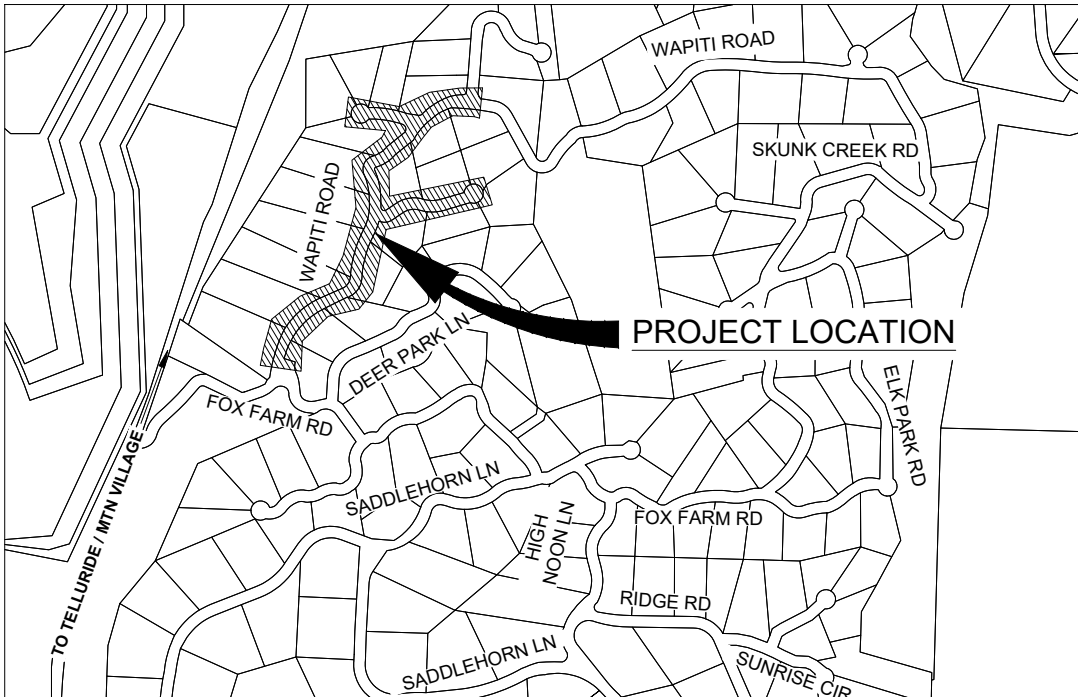 WAPITI ROAD
SKUNK CREEK RD
WAPITI ROAD
PROJECT LOCATION
DEER PARK LN
ELK PARK RD
FOX FARM RD
TO TELLURIDE / MTN VILLAGE
SADDLEHORN LN
HIGH
NOON LN
FOX FARM RD
RIDGE RD
SADDLEHORN LN
SUNRISE CIR